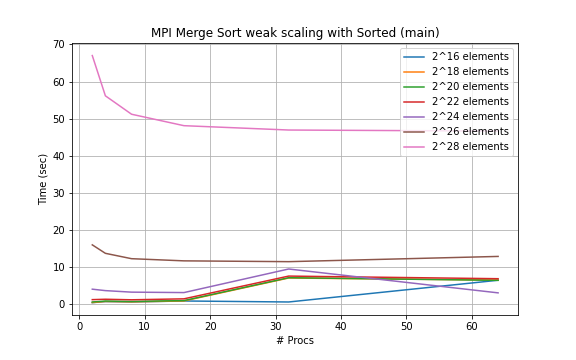 MPI Merge Sort weak scaling with Sorted (main)
70
60
50
40
30
20
10
0
Time (sec)
2^16 elements
2^18 elements
2^20 elements
2^22 elements
2^24 elements
2^26 elements
2^28 elements
0 10 20 30 40 50 60
# Procs